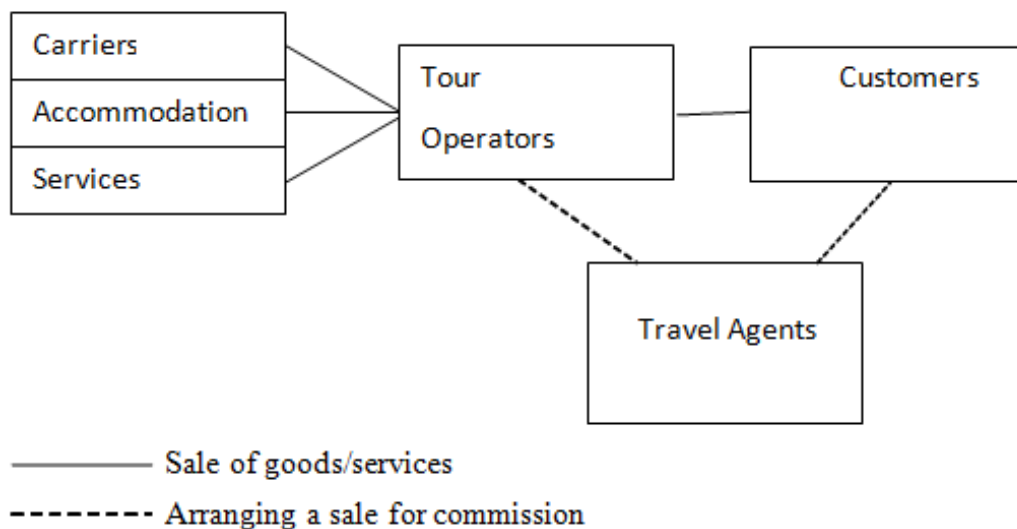 Carriers
Accommodation
Services
Tour
Operators
Customers
Travel Agents
Sale of goods/services
Arranging a sale for commission